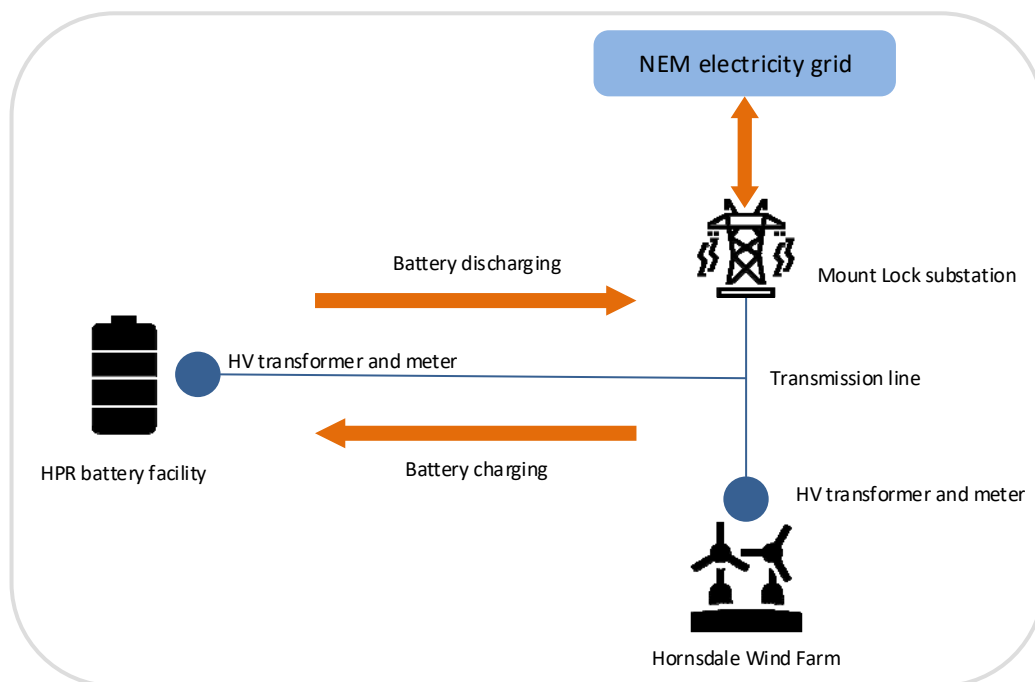 NEM electricity grid
Battery discharging
Mount Lock substation
HV transformer and meter
Transmission line
Battery charging
HPR battery facility
HV transformer and meter
Hornsdale Wind Farm